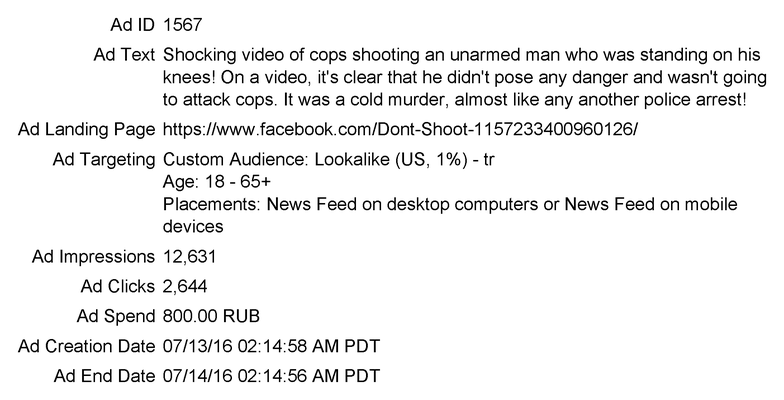 Ad ID 1567
Ad Text Shocking video of cops shooting an unarmed man who was standing on his
knees! On a video, it's clear that he didn't pose any danger and wasn't going
to attack cops. It was a cold murder, almost like any another police arrest!
Ad Landing Page https://www.facebook.com/Dont-Shoot-1157233400960126/
Ad Targeting Custom Audience: Lookalike (US, 1%) - tr
Age: 18 - 65+
Placements: News Feed on desktop computers or News Feed on mobile
devices
Ad Impressions 12,631
Ad Clicks 2,644
Ad Spend 800.00 RUB
Ad Creation Date 07/13/16 02:14:58 AM PDT
Ad End Date 07/14/16 02:14:56 AM PDT